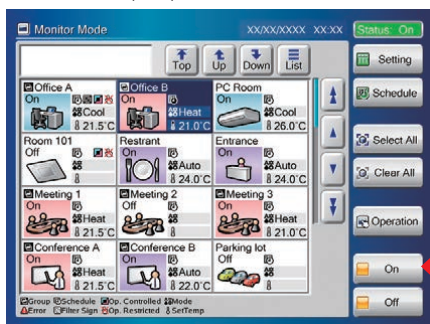 Monitor Mode
XX/XX/XXXX XX:XX
Status: On
Top
Up
Down
List
Setting
Office A
On
Cool
21.5°C
Office B
On
Heat
21.0°C
PC Room
On
Cool
26.0°C
Schedule
Room 101
Off
Restrant
On
Auto
24.0°C
Entrance
On
Auto
24.0°C
Select All
Clear All
Meeting 1
On
Heat
21.5°C
Meeting 2
Off
Meeting 3
On
Heat
21.0°C
Operation
Conference A
On
Heat
21.5°C
Conference B
On
Auto
22.0°C
Parking lot
Off
On
Group Schedule Op. Controlled Mode
Error Filter Sign Op. Restricted SetTemp
Off